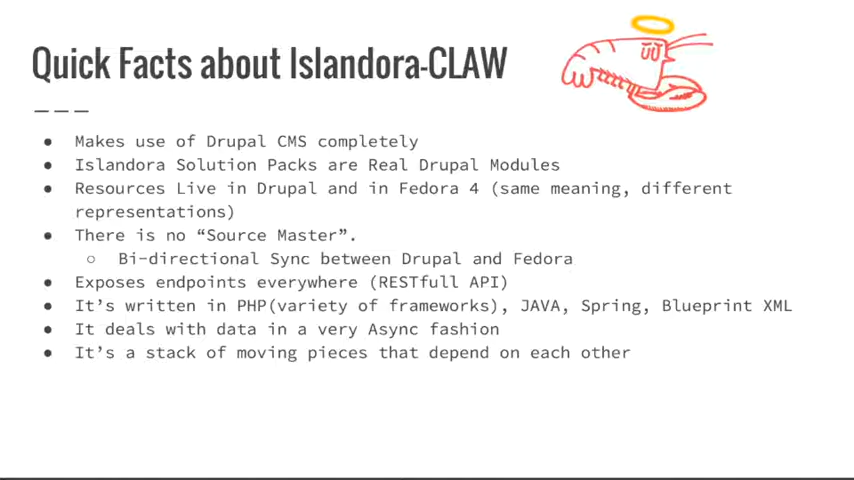 Quick Facts about Islandora-CLAW
● Makes use of Drupal CMS completely
● Islandora Solution Packs are Real Drupal Modules
● Resources Live in Drupal and in Fedora 4 (same meaning, different
representations)
● There is no “Source Master”.
○ Bi-directional Sync between Drupal and Fedora
● Exposes endpoints everywhere (RESTfull API)
● It’s written in PHP(variety of frameworks), JAVA, Spring, Blueprint XML
● It deals with data in a very Async fashion
● It’s a stack of moving pieces that depend on each other